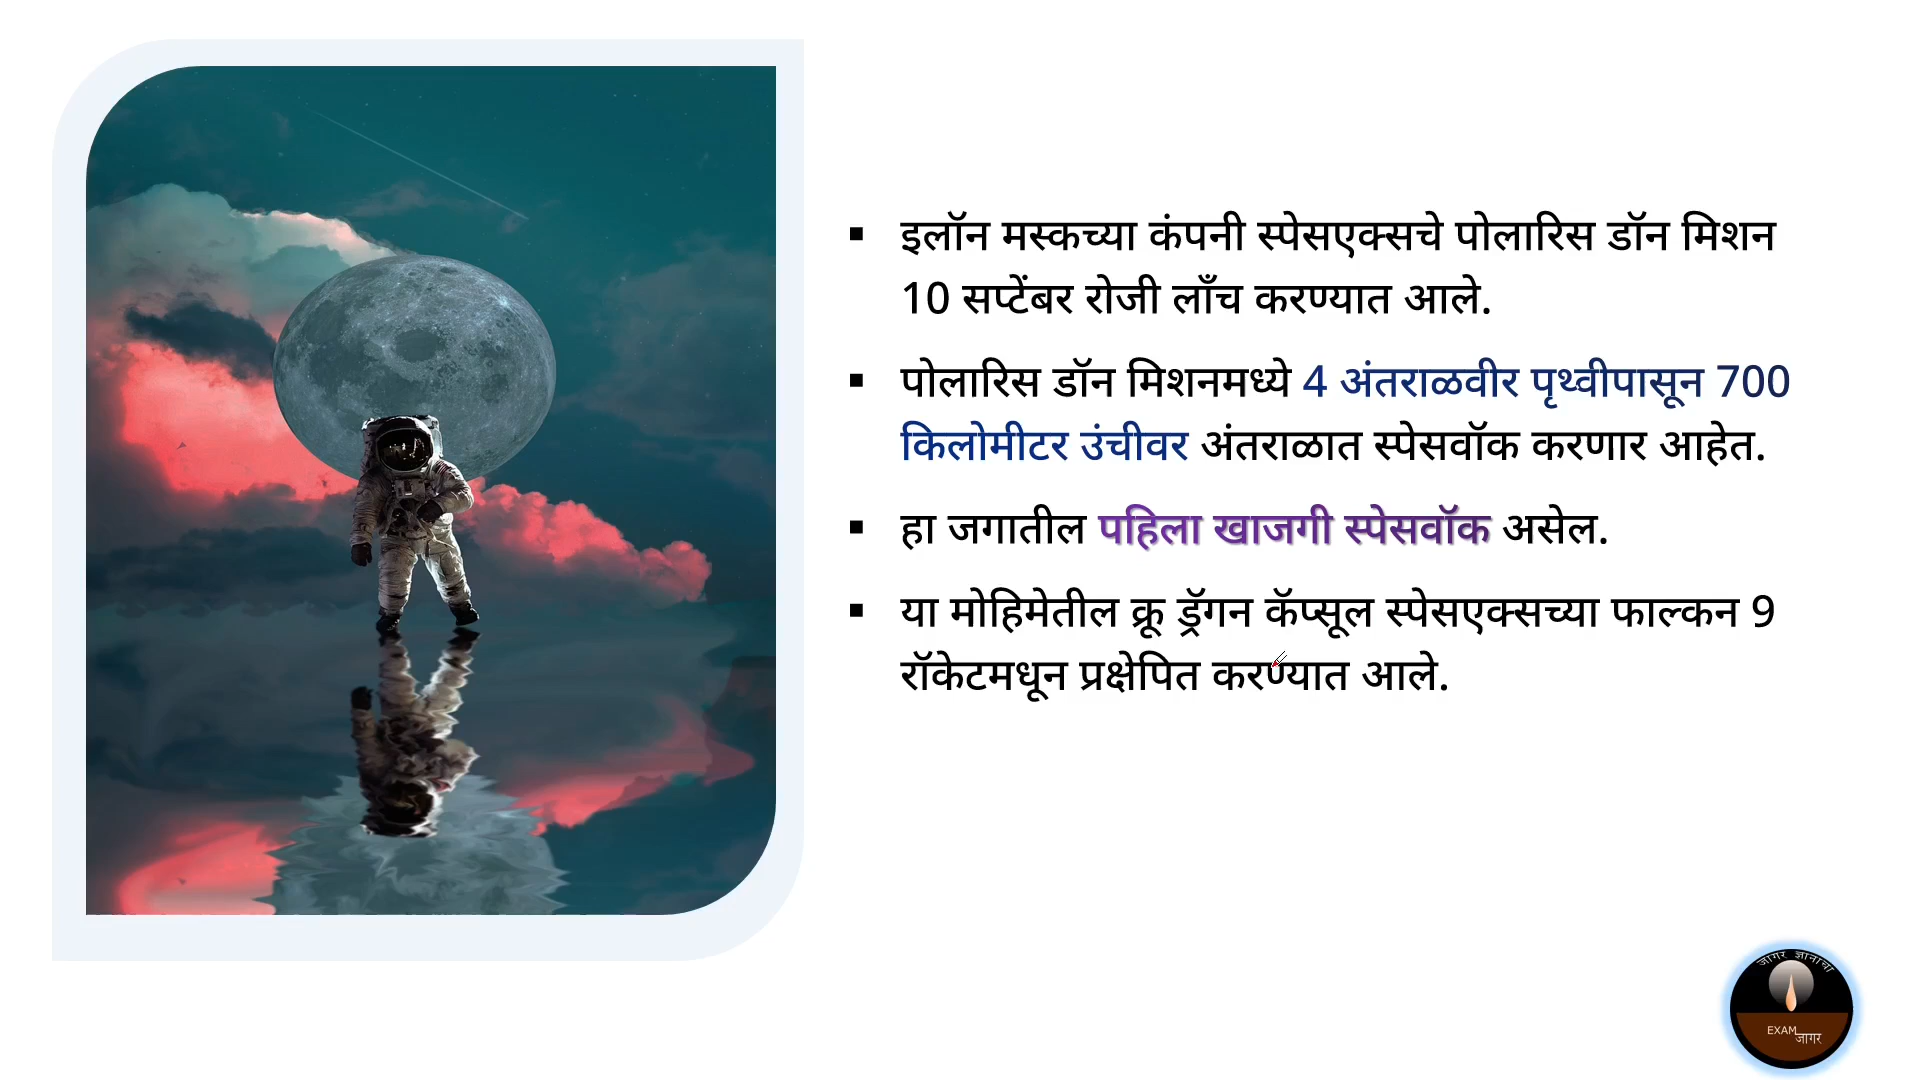 इलॉन मस्कच्या कंपनी स्पेसएक्सचे पोलारिस डॉन मिशन
10 सप्टेंबर रोजी लाँच करण्यात आले.
पोलारिस डॉन मिशनमध्ये 4 अंतराळवीर पृथ्वीपासून 700
किलोमीटर उंचीवर अंतराळात स्पेसवॉक करणार आहेत.
हा जगातील पहिला खाजगी स्पेसवॉक असेल.
या मोहिमेतील क्रू ड्रॅगन कॅप्सूल स्पेसएक्सच्या फाल्कन 9
रॉकेटमधून प्रक्षेपित करण्यात आले.
जागर ज्ञानाचा
EXAM
जागर